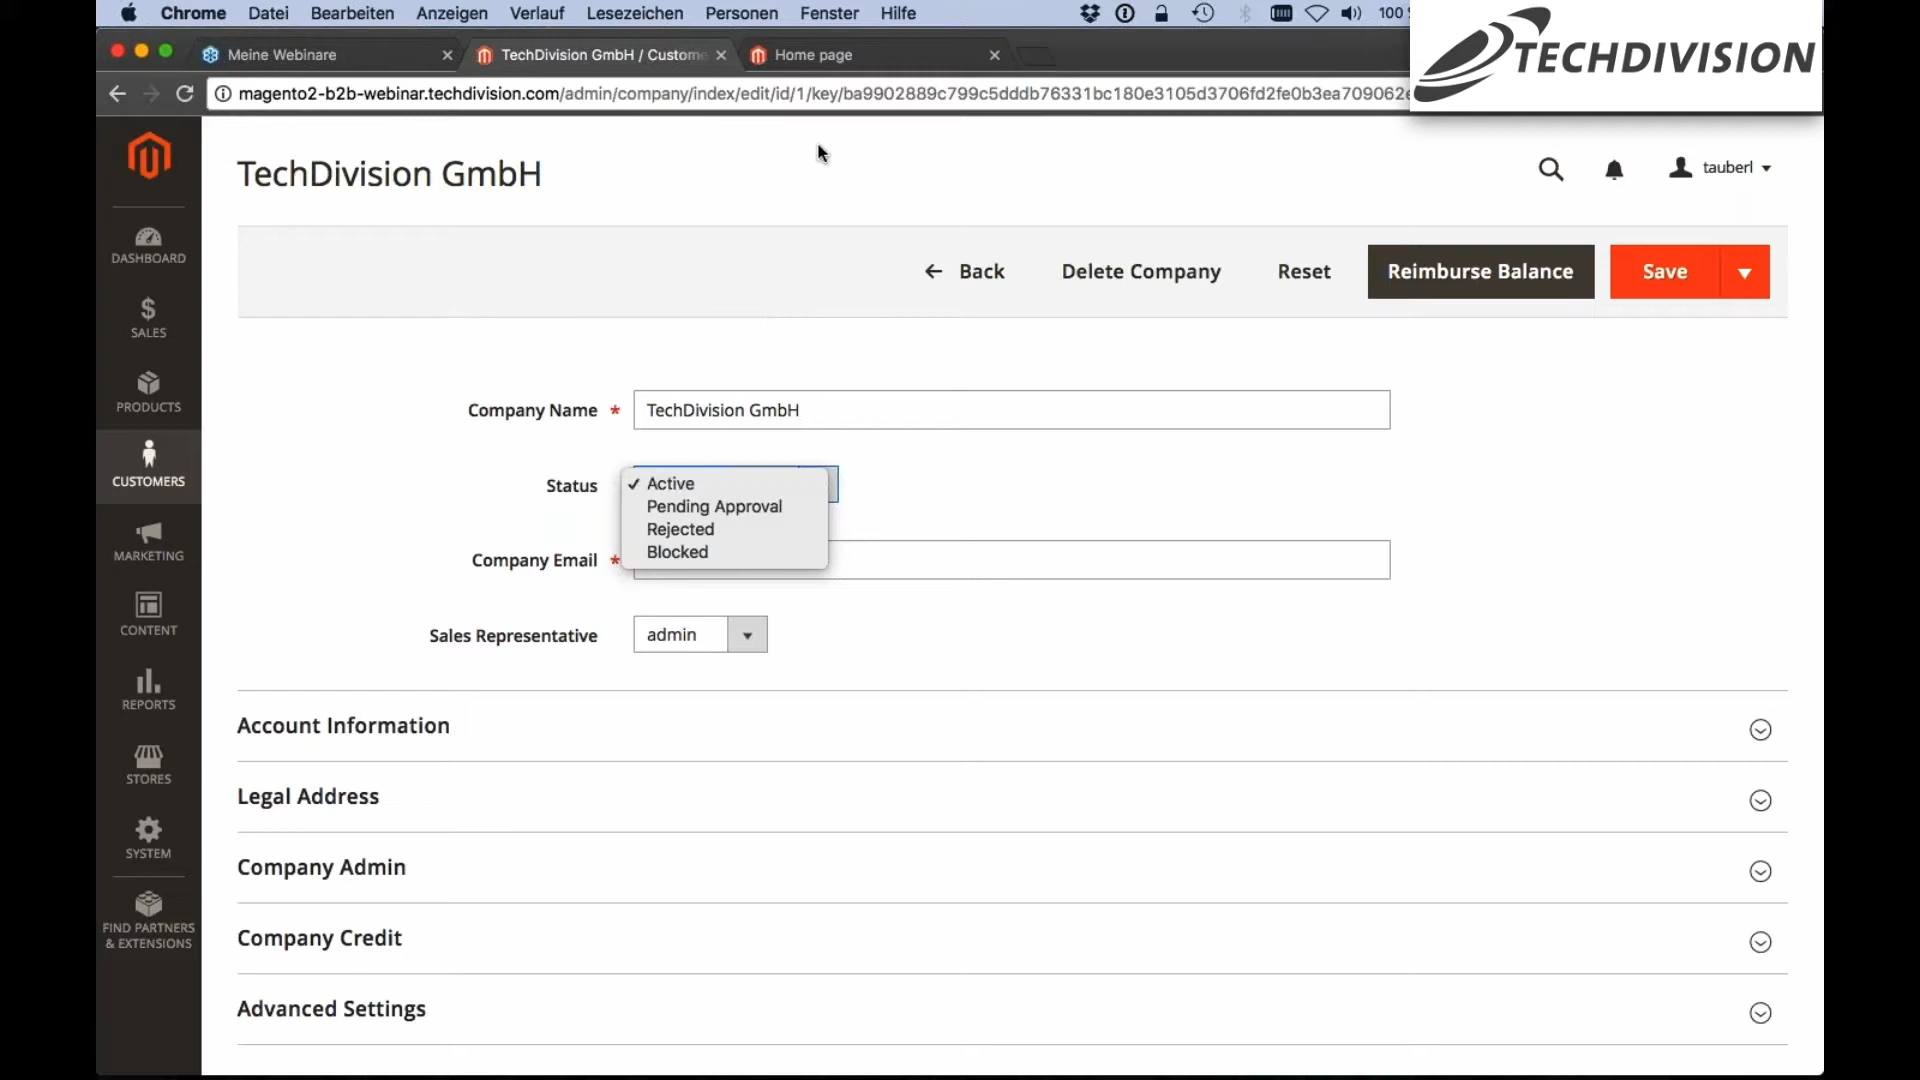 Chrome Datei Bearbeiten Anzeigen Verlauf Lesezeichen Personen Fenster Hilfe 100
TECHDIVISION
Meine Webinare
TechDivision GmbH / Custome
Home page
magento2-b2b-webinar.techdivision.com/admin/company/index/edit/id/1/key/ba9902889c799c5dddb76331bc180e3105d3706fd2fe0b3ea709062e
TechDivision GmbH
tauberl
DASHBOARD
SALES
PRODUCTS
CUSTOMERS
MARKETING
CONTENT
REPORTS
STORES
SYSTEM
FIND PARTNERS
& EXTENSIONS
Back Delete Company Reset Reimburse Balance Save
Company Name * TechDivision GmbH
Status
✓ Active
Pending Approval
Rejected
Blocked
Company Email *
Sales Representative admin
Account Information
Legal Address
Company Admin
Company Credit
Advanced Settings